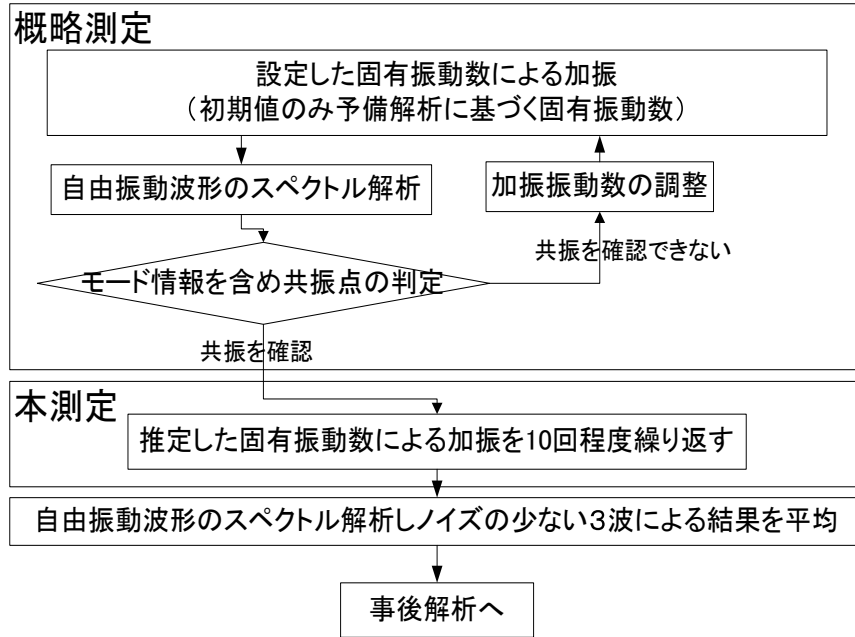 概略測定
設定した固有振動数による加振
（初期値のみ予備解析に基づく固有振動数）
自由振動波形のスペクトル解析
加振振動数の調整
共振を確認できない
モード情報を含め共振点の判定
共振を確認
本測定
推定した固有振動数による加振を10回程度繰り返す
自由振動波形のスペクトル解析しノイズの少ない３波による結果を平均
事後解析へ